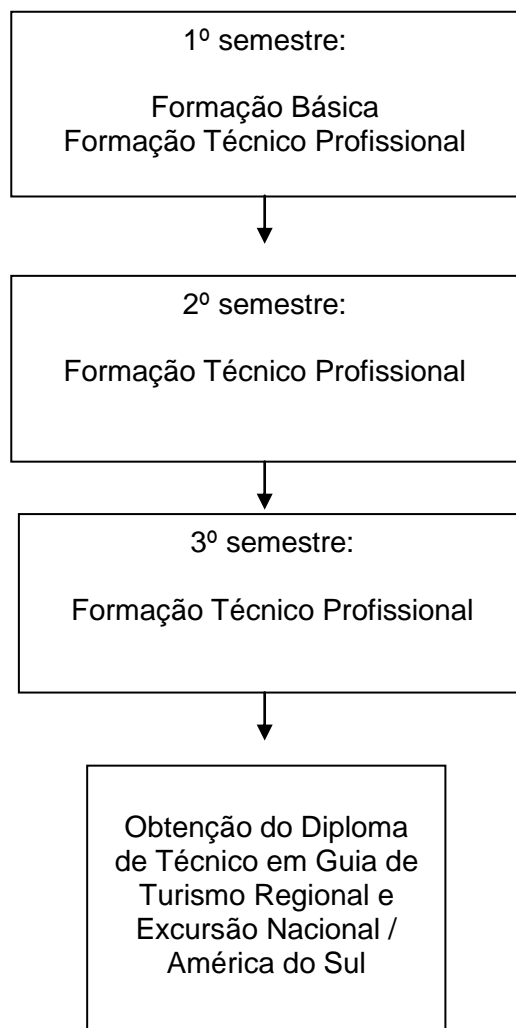 1º semestre:
Formação Básica
Formação Técnico Profissional
2º semestre:
Formação Técnico Profissional
3º semestre:
Formação Técnico Profissional
Obtenção do Diploma
de Técnico em Guia de
Turismo Regional e
Excursão Nacional /
América do Sul